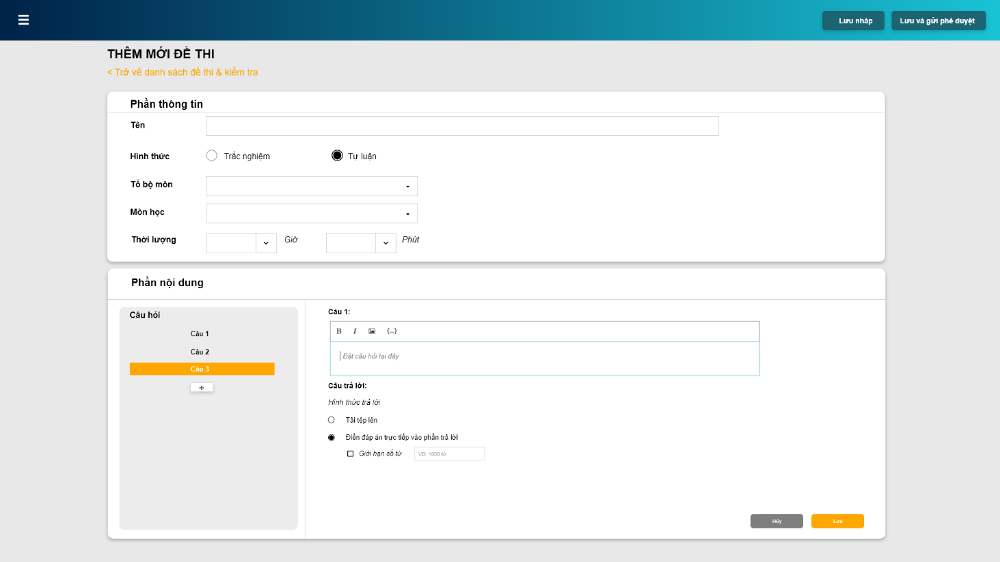 Lưu nháp
Lưu và gửi phê duyệt
THÊM MỚI ĐỀ THI
< Trở về danh sách đề thi & kiểm tra
Phần thông tin
Tên
Hình thức
Trắc nghiệm
Tự luận
Tổ bộ môn
Môn học
Thời lượng
Giờ
Phút
Phần nội dung
Câu hỏi
Câu 1
Câu 2
Câu 3
+
Câu 1:
B I {...}
Đặt câu hỏi tại đây
Câu trả lời:
Hình thức trả lời
Tải tệp lên
Điền đáp án trực tiếp vào phần trả lời
Giới hạn số từ
VD: 1000 từ
Hủy
Lưu